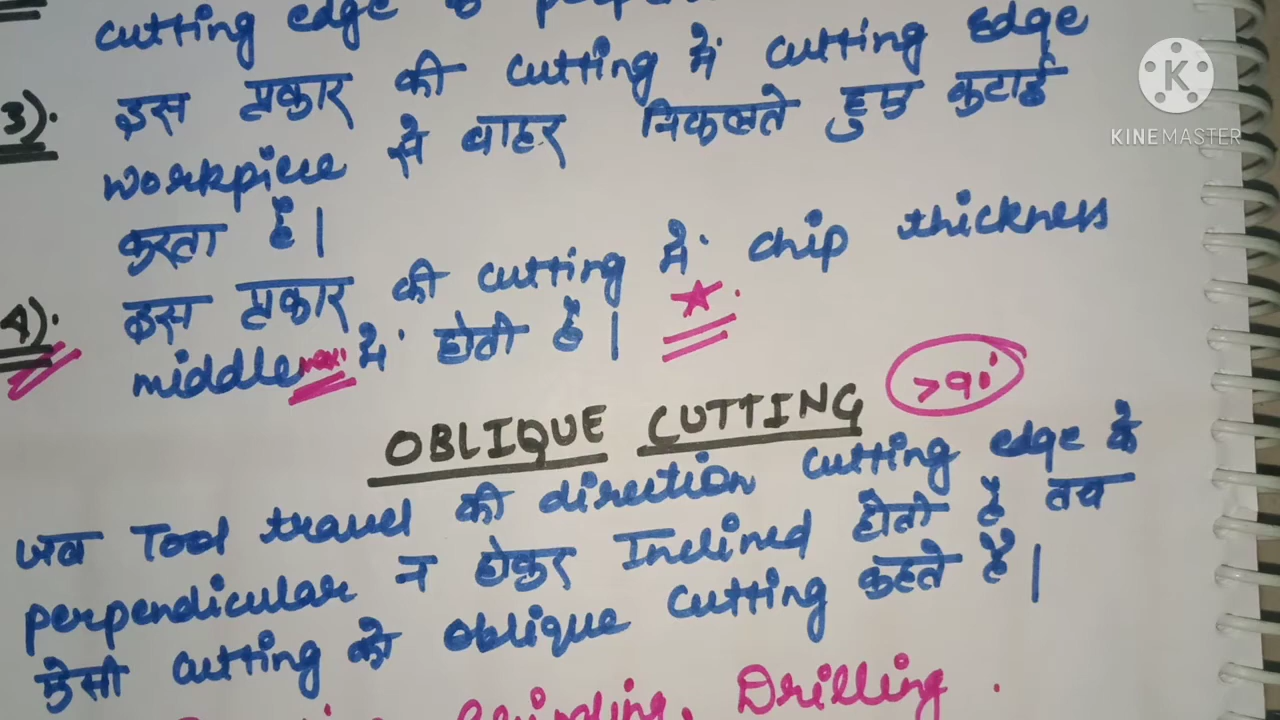 cutting edge
3). इस प्रकार की cutting में cutting Edge
workpiece से बाहर निकलते हुए कटाई
करता है |
4). इस प्रकार की cutting में chip thickness
middle में होती है |
OBLIQUE CUTTING
जब Tool travel की direction cutting edge के
perpendicular न होकर Inclined होती है तब
ऐसी cutting को oblique cutting कहते है |
Drilling .
K
KINEMASTER